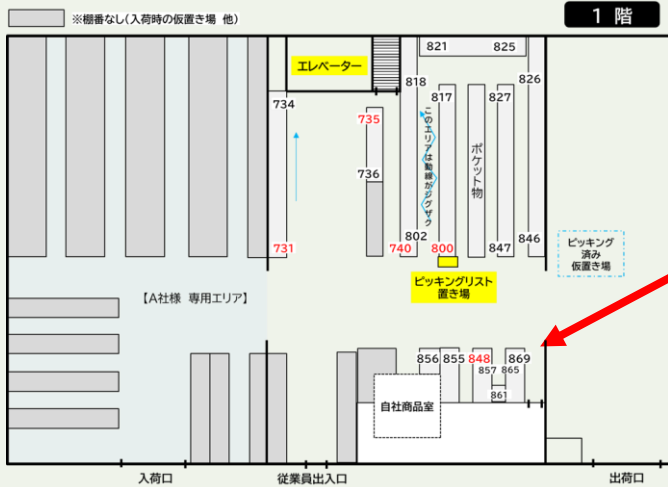 ※棚番なし(入荷時の仮置き場 他)
1 階
エレベーター
821 825
734
818
817
827
826
735
736
このエリアは動線がジグザグ
ポケット物
731
740
802
800
847
846
ピッキングリスト
置き場
ピッキング
済み
仮置き場
【A社様 専用エリア】
856 855 848 869
857 865
861
自社商品室
入荷口
従業員出入口
出荷口